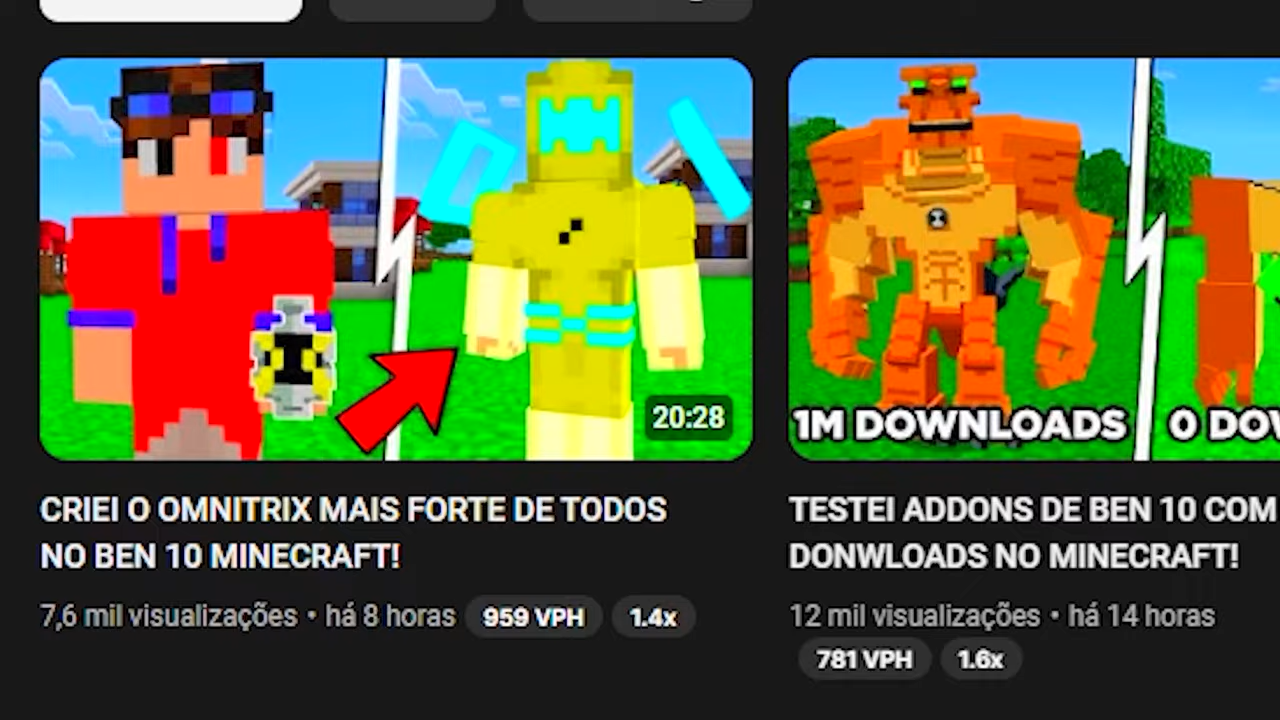 20:28
1M DOWNLOADS
0
CRIEI O OMNITRIX MAIS FORTE DE TODOS
NO BEN 10 MINECRAFT!
7,6 mil visualizações • há 8 horas 959 VPH 1.4x
TESTEI ADDONS DE BEN 10 COM
DONWLOADS NO MINECRAFT!
12 mil visualizações • há 14 horas
781 VPH 1.6x